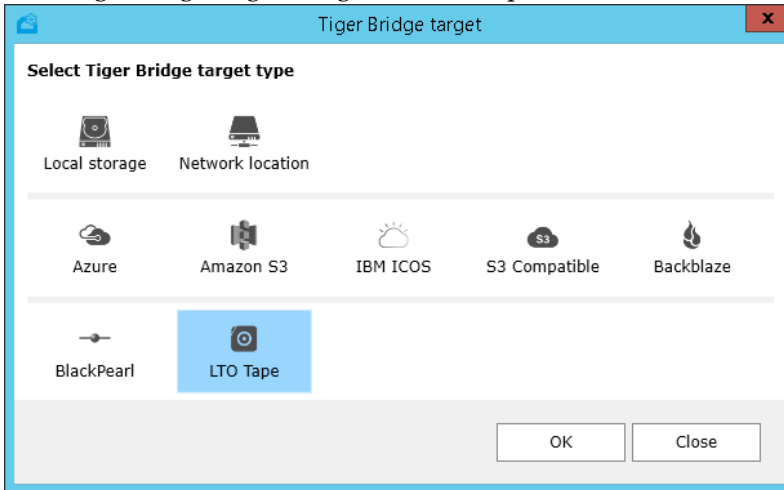 Tiger Bridge target
x
Select Tiger Bridge target type
Local storage Network location
Azure Amazon S3 IBM ICOS S3 S3 Compatible Backblaze
BlackPearl LTO Tape
OK Close